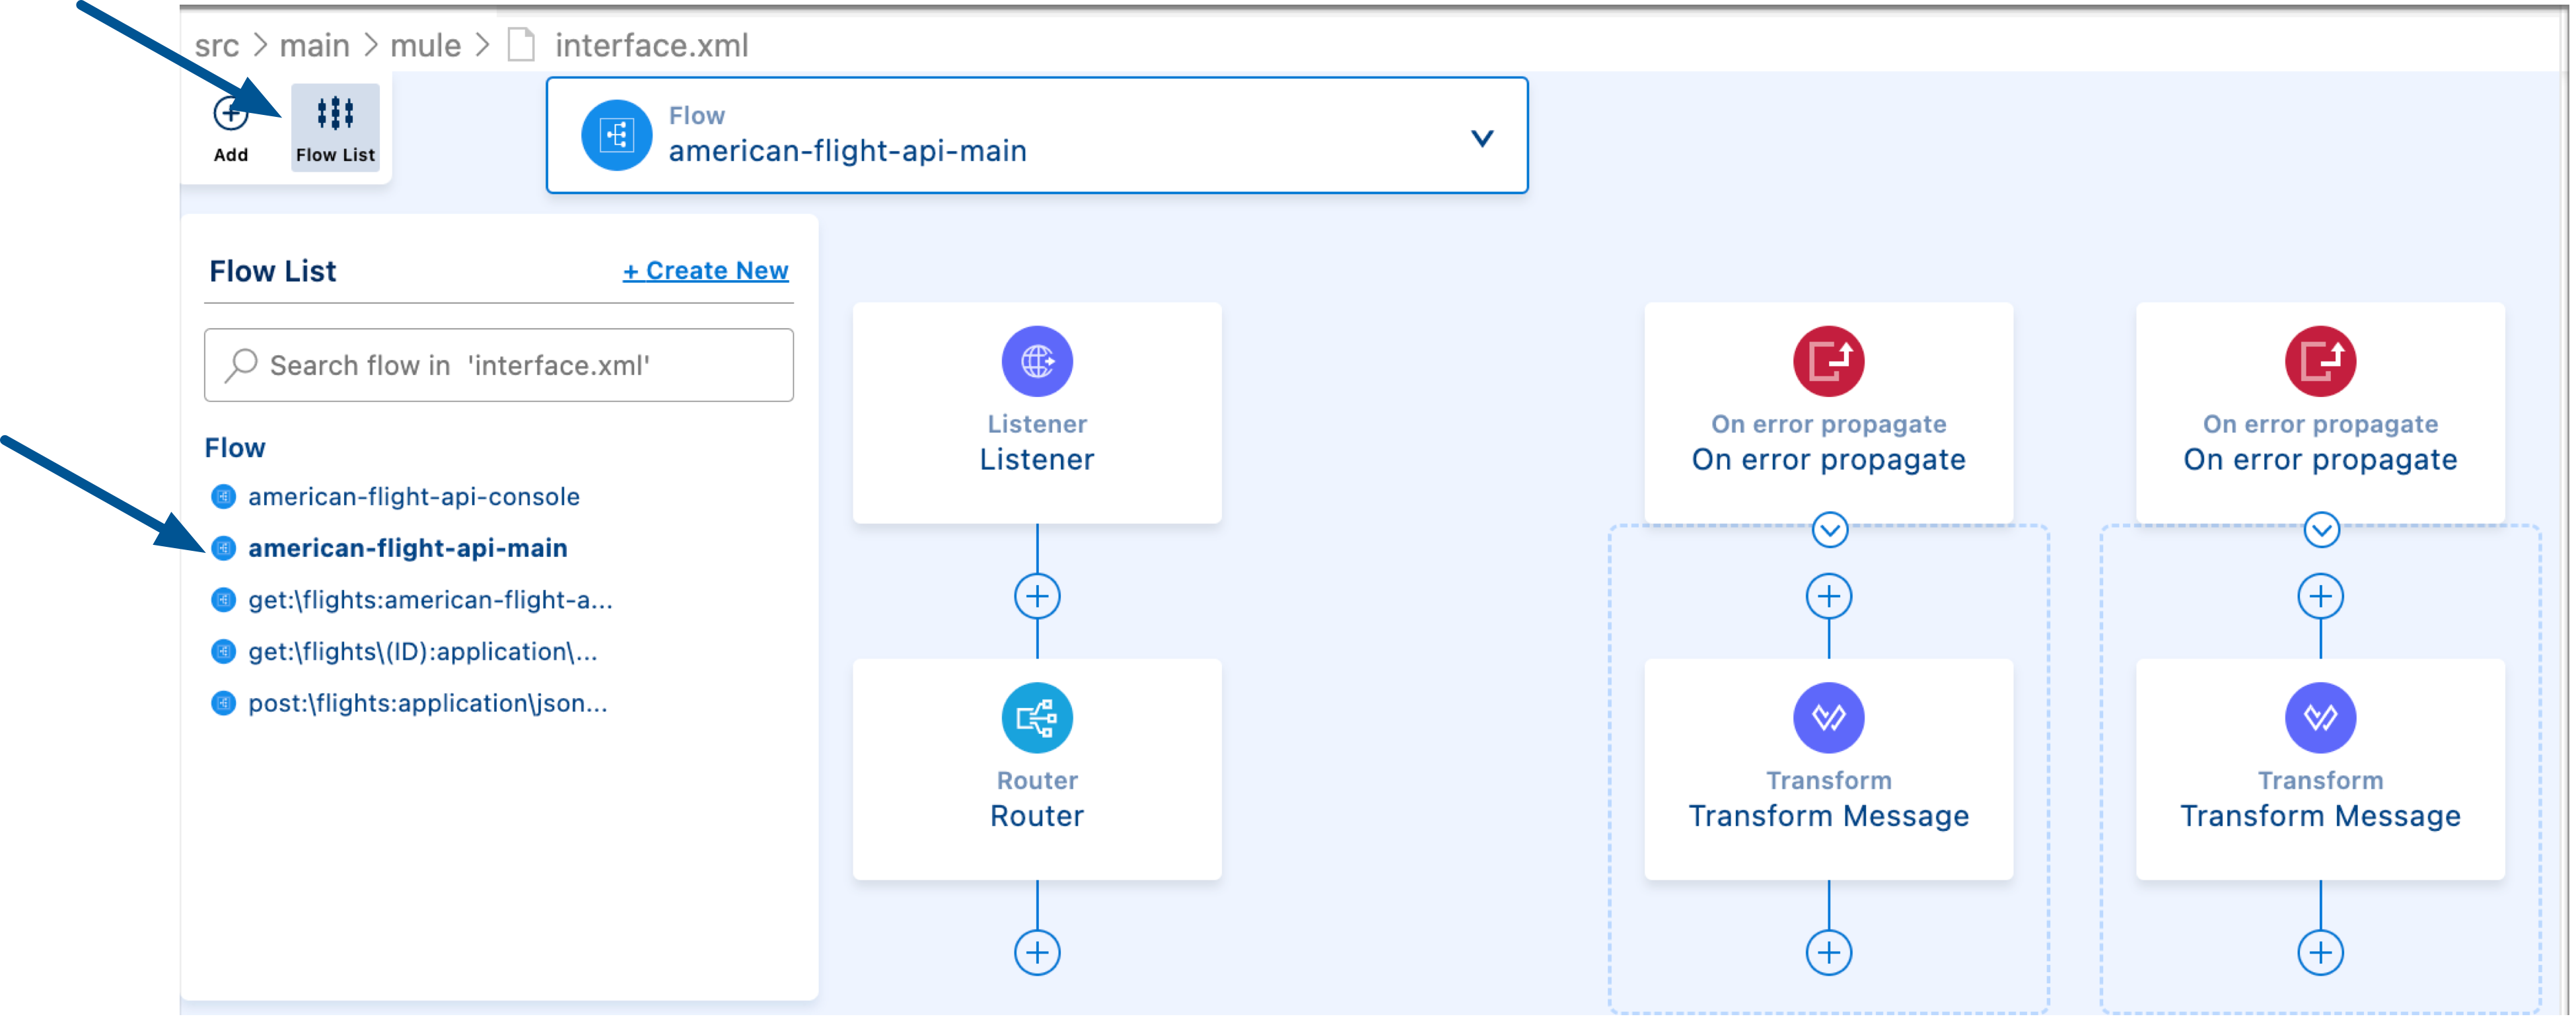 src > main > mule > interface.xml
Add
Flow List
Flow
american-flight-api-main
Flow List
+ Create New
Search flow in 'interface.xml'
Flow
american-flight-api-console
american-flight-api-main
get:\flights:american-flight-a...
get:\flights\(ID):application\...
post:\flights:application\json...
Listener
Listener
Router
Router
On error propagate
On error propagate
Transform
Transform Message
On error propagate
On error propagate
Transform
Transform Message